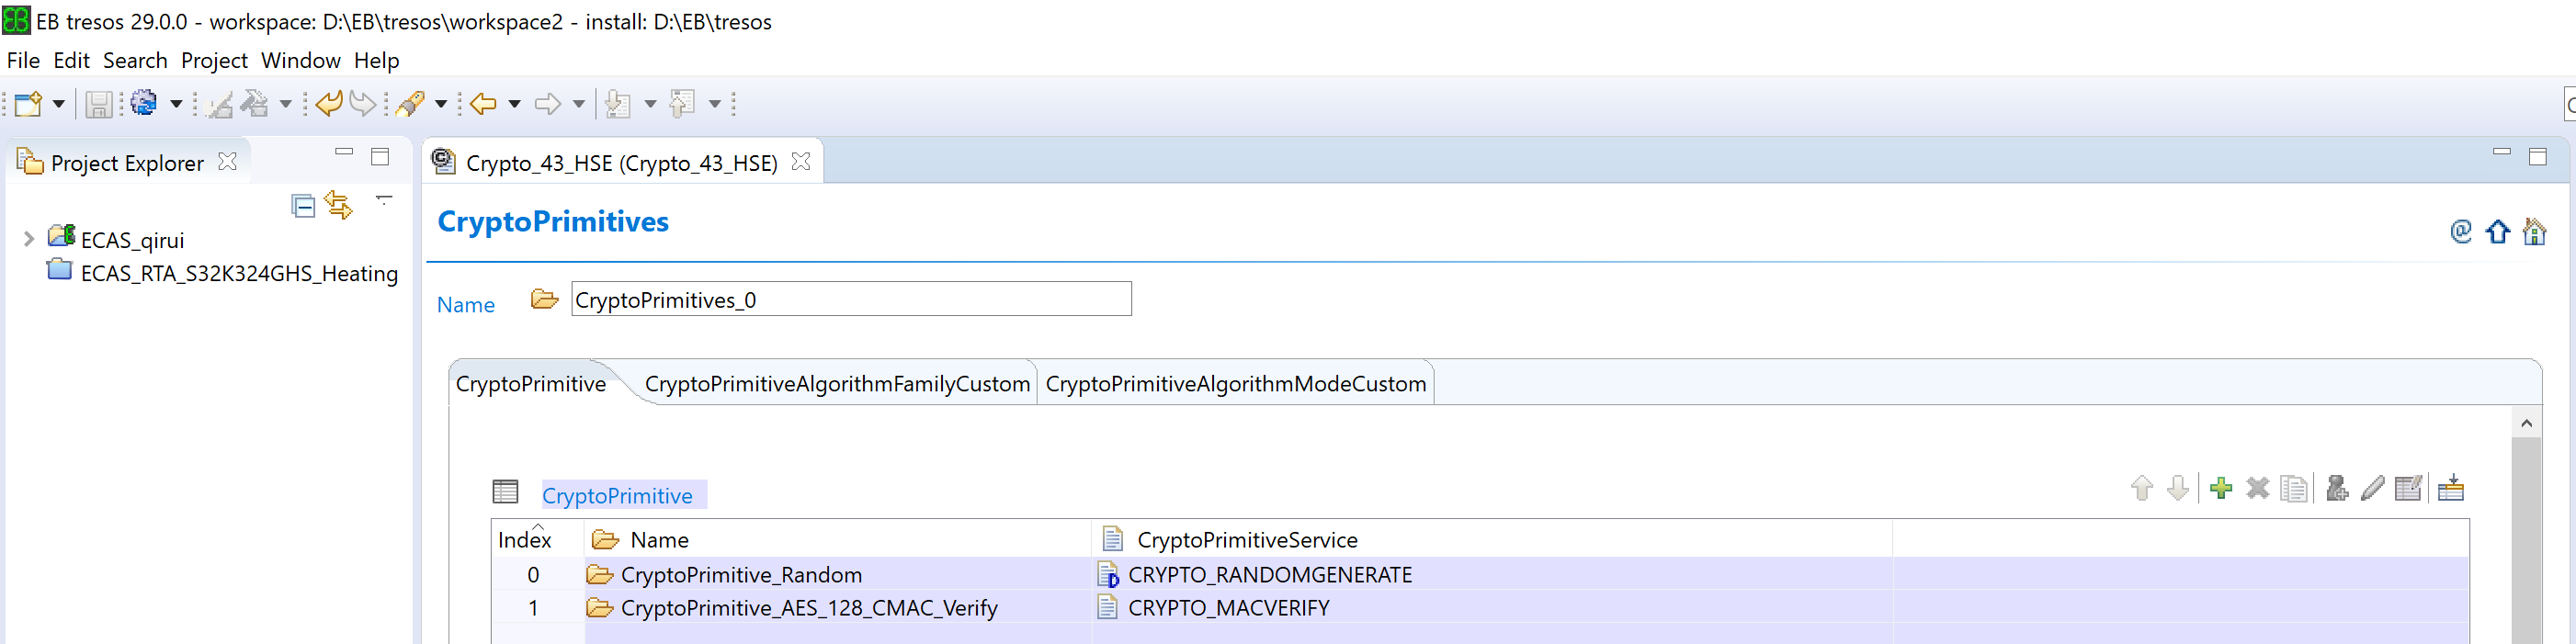 EB tresos 29.0.0 - workspace: D:\EB\tresos\workspace2 - install: D:\EB\tresos
File Edit Search Project Window Help
Project Explorer
Crypto_43_HSE (Crypto_43_HSE)
ECAS_qirui
ECAS_RTA_S32K324GHS_Heating
CryptoPrimitives
Name CryptoPrimitives_0
CryptoPrimitive CryptoPrimitiveAlgorithmFamilyCustom CryptoPrimitiveAlgorithmModeCustom
CryptoPrimitive
Index Name CryptoPrimitiveService
0 CryptoPrimitive_Random CRYPTO_RANDOMGENERATE
1 CryptoPrimitive_AES_128_CMAC_Verify CRYPTO_MACVERIFY